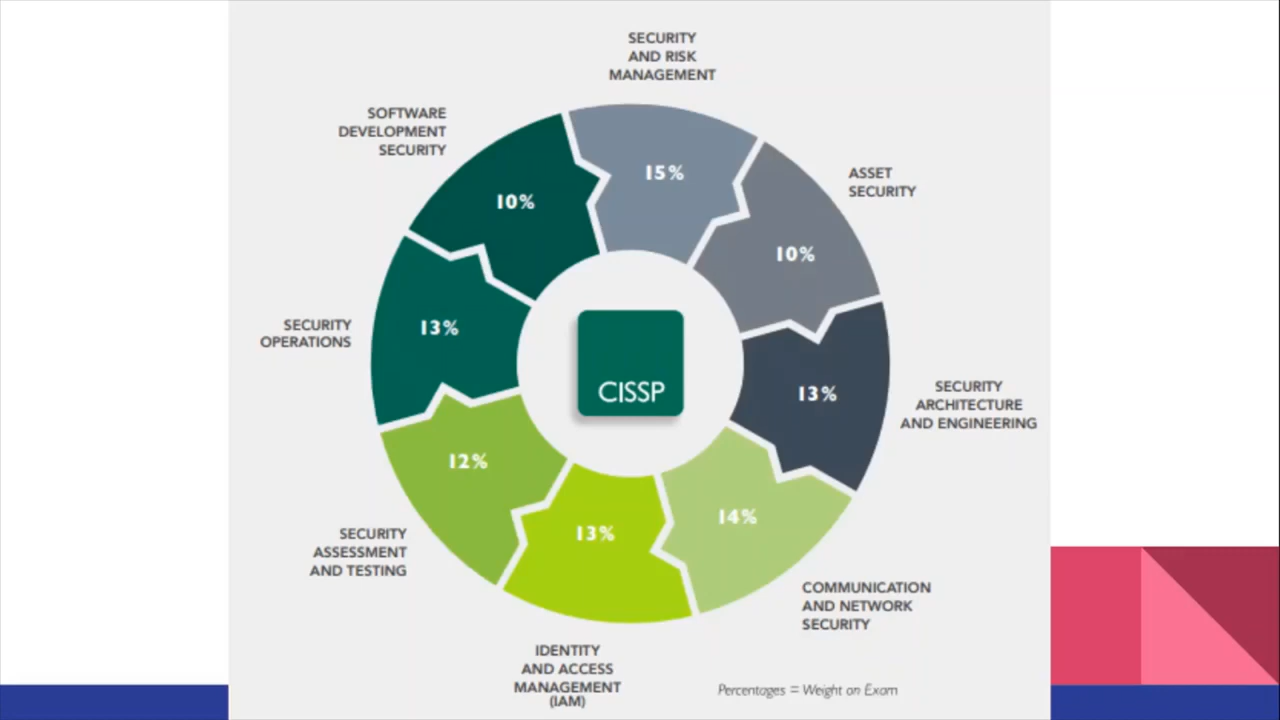 SECURITY
AND RISK
MANAGEMENT
15%
ASSET
SECURITY
10%
SECURITY
ARCHITECTURE
AND ENGINEERING
13%
COMMUNICATION
AND NETWORK
SECURITY
14%
IDENTITY
AND ACCESS
MANAGEMENT
(IAM)
13%
SECURITY
ASSESSMENT
AND TESTING
12%
SECURITY
OPERATIONS
13%
SOFTWARE
DEVELOPMENT
SECURITY
10%
CISSP
Percentages = Weight on Exam